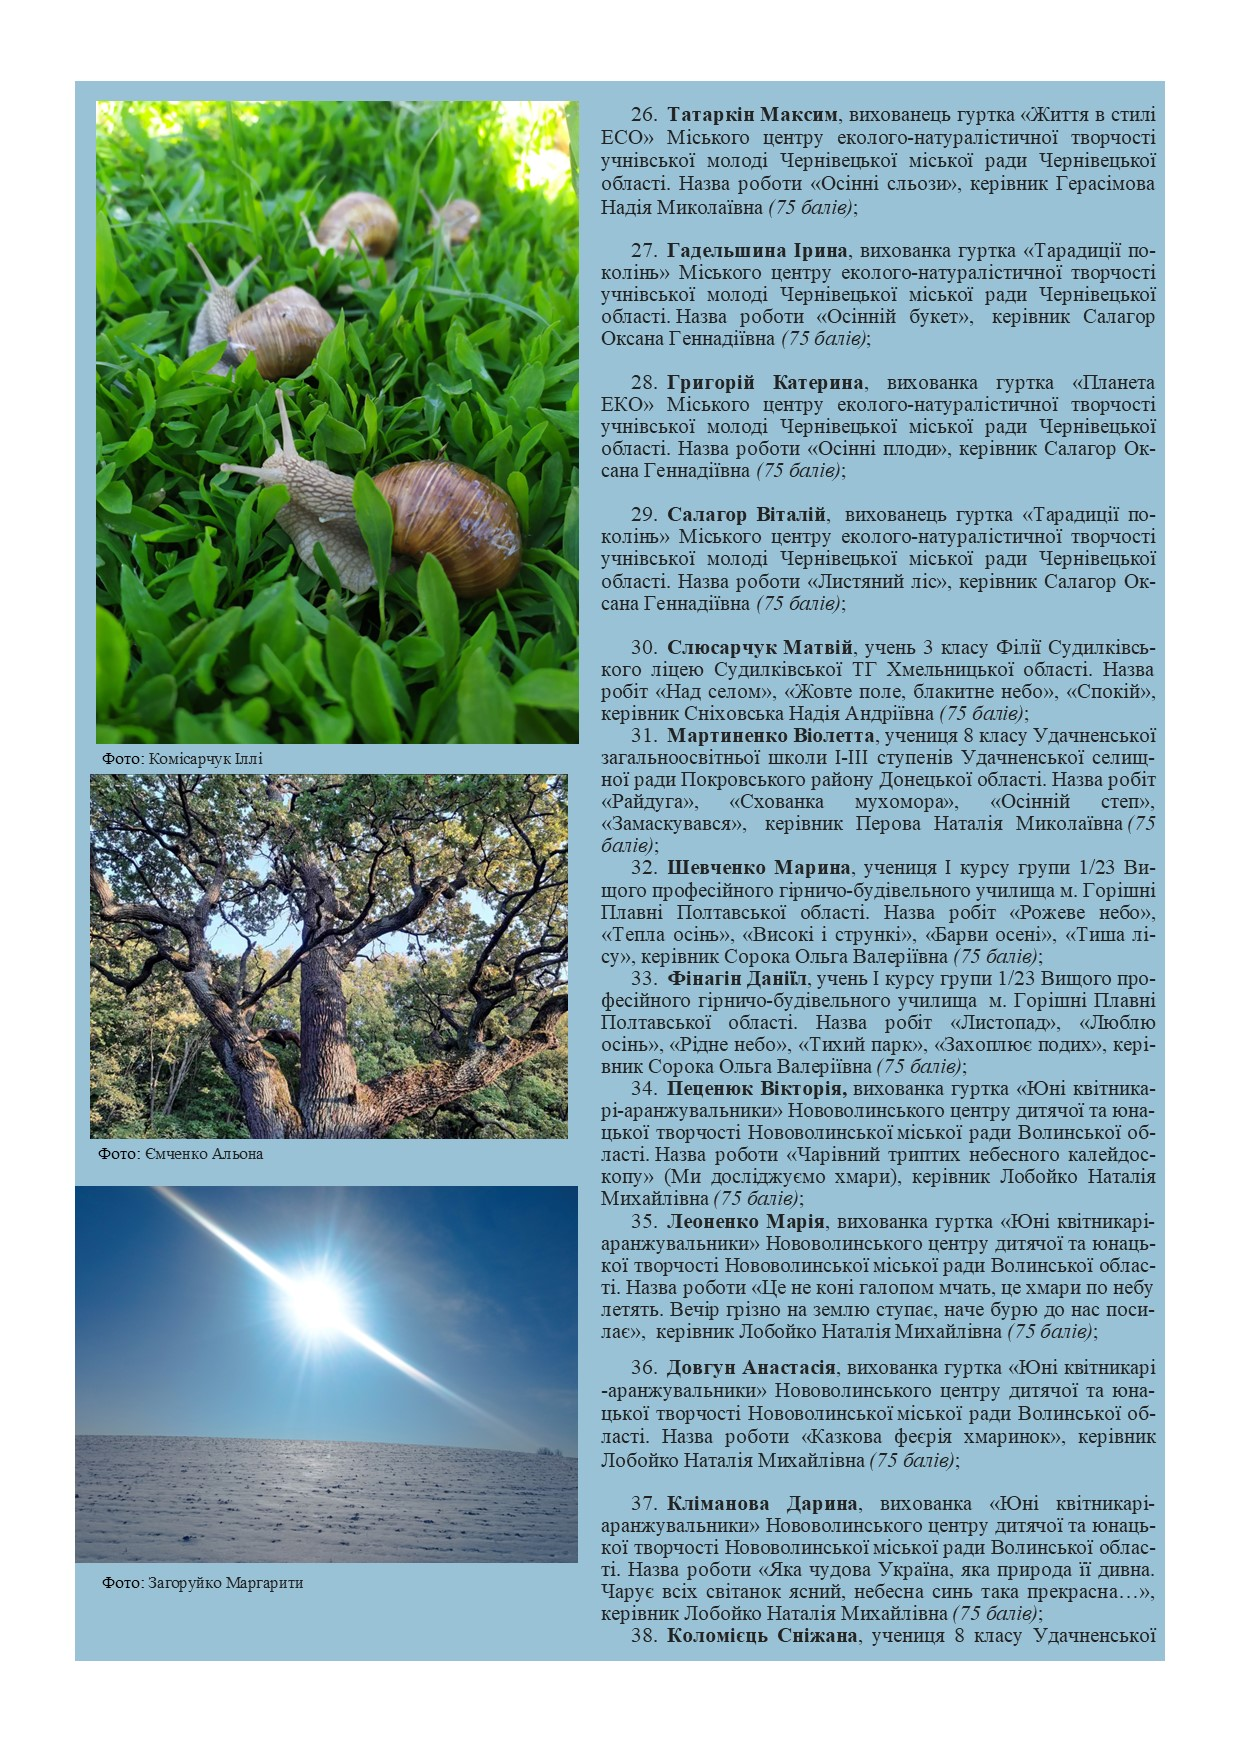 Фото: Комісарчук Іллі
Фото: Ємченко Альона
Фото: Загоруйко Маргарити
26. Татаркін Максим, вихованець гуртка «Життя в стилі
ECO» Міського центру еколого-натуралістичної творчості
учнівської молоді Чернівецької міської ради Чернівецької
області. Назва роботи «Осінні сльози», керівник Герасімова
Надія Миколаївна (75 балів);
27. Гадельшина Ірина, вихованка гуртка «Тарадиції по-
колінь» Міського центру еколого-натуралістичної творчості
учнівської молоді Чернівецької міської ради Чернівецької
області. Назва роботи «Осінній букет», керівник Салагор
Оксана Геннадіївна (75 балів);
28. Григорій Катерина, вихованка гуртка «Планета
ЕКО» Міського центру еколого-натуралістичної творчості
учнівської молоді Чернівецької міської ради Чернівецької
області. Назва роботи «Осінні плоди», керівник Салагор Ок-
сана Геннадіївна (75 балів);
29. Салагор Віталій, вихованець гуртка «Тарадиції по-
колінь» Міського центру еколого-натуралістичної творчості
учнівської молоді Чернівецької міської ради Чернівецької
області. Назва роботи «Листяний ліс», керівник Салагор Ок-
сана Геннадіївна (75 балів);
30. Слюсарчук Матвій, учень 3 класу Філії Судилківсь-
кого ліцею Судилківської ТГ Хмельницької області. Назва
робіт «Над селом», «Жовте поле, блакитне небо», «Спокій»,
керівник Сніховська Надія Андріївна (75 балів);
31. Мартиненко Віолетта, учениця 8 класу Удачненської
загальноосвітньої школи І-ІІІ ступенів Удачненської селищ-
ної ради Покровського району Донецької області. Назва робіт
«Райдуга», «Схованка мухомора», «Осінній степ»,
«Замаскувався», керівник Перова Наталія Миколаївна (75
балів);
32. Шевченко Марина, учениця І курсу групи 1/23 Ви-
щого професійного гірничо-будівельного училища м. Горішні
Плавні Полтавської області. Назва робіт «Рожеве небо»,
«Тепла осінь», «Високі і стрункі», «Барви осені», «Тиша лі-
су», керівник Сорока Ольга Валеріївна (75 балів);
33. Фінагін Данііл, учень І курсу групи 1/23 Вищого про-
фесійного гірничо-будівельного училища м. Горішні Плавні
Полтавської області. Назва робіт «Листопад», «Люблю
осінь», «Рідне небо», «Тихий парк», «Захоплює подих», кері-
вник Сорока Ольга Валеріївна (75 балів);
34. Пеценюк Вікторія, вихованка гуртка «Юні квітника-
рі-аранжувальники» Нововолинського центру дитячої та юна-
цької творчості Нововолинської міської ради Волинської об-
ласті. Назва роботи «Чарівний триптих небесного калейдос-
копу» (Ми досліджуємо хмари), керівник Лобойко Наталія
Михайлівна (75 балів);
35. Леоненко Марія, вихованка гуртка «Юні квітникарі-
аранжувальники» Нововолинського центру дитячої та юнаць-
кої творчості Нововолинської міської ради Волинської облас-
ті. Назва роботи «Це не коні галопом мчать, це хмари по небу
летять. Вечір грізно на землю ступає, наче бурю до нас поси-
лає», керівник Лобойко Наталія Михайлівна (75 балів);
36. Довгун Анастасія, вихованка гуртка «Юні квітникарі
-аранжувальники» Нововолинського центру дитячої та юна-
цької творчості Нововолинської міської ради Волинської об-
ласті. Назва роботи «Казкова феєрія хмаринок», керівник
Лобойко Наталія Михайлівна (75 балів);
37. Кліманова Дарина, вихованка «Юні квітникарі-
аранжувальники» Нововолинського центру дитячої та юнаць-
кої творчості Нововолинської міської ради Волинської облас-
ті. Назва роботи «Яка чудова Україна, яка природа її дивна.
Чарує всіх світанок ясний, небесна синь така прекрасна…»,
керівник Лобойко Наталія Михайлівна (75 балів);
38. Коломієць Сніжана, учениця 8 класу Удачненської